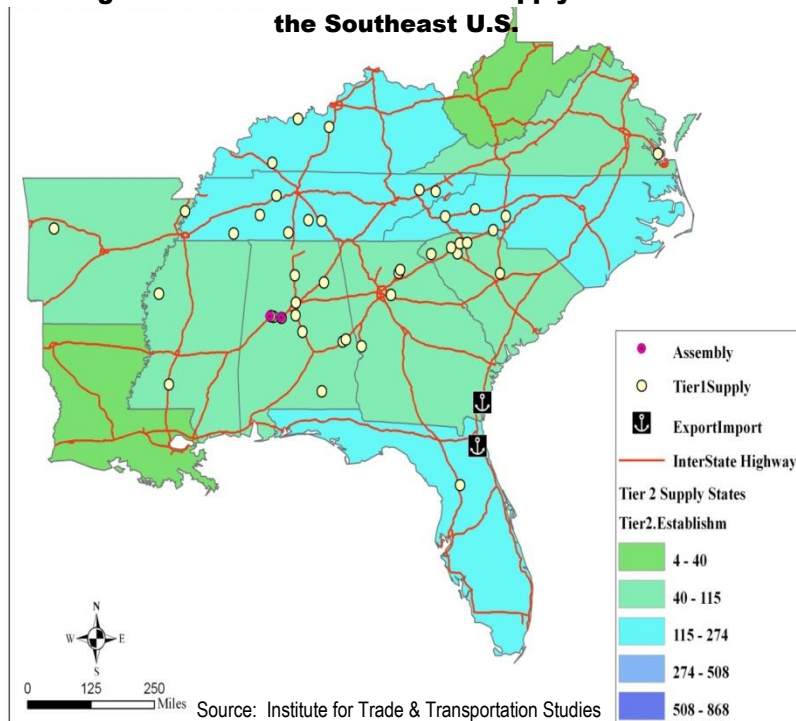 the Southeast U.S.
Assembly
Tier1Supply
ExportImport
InterState Highway
Tier 2 Supply States
Tier2.Establishm
4 - 40
40 - 115
115 - 274
274 - 508
508 - 868
N
W E
S
0 125 250
Miles
Source: Institute for Trade & Transportation Studies